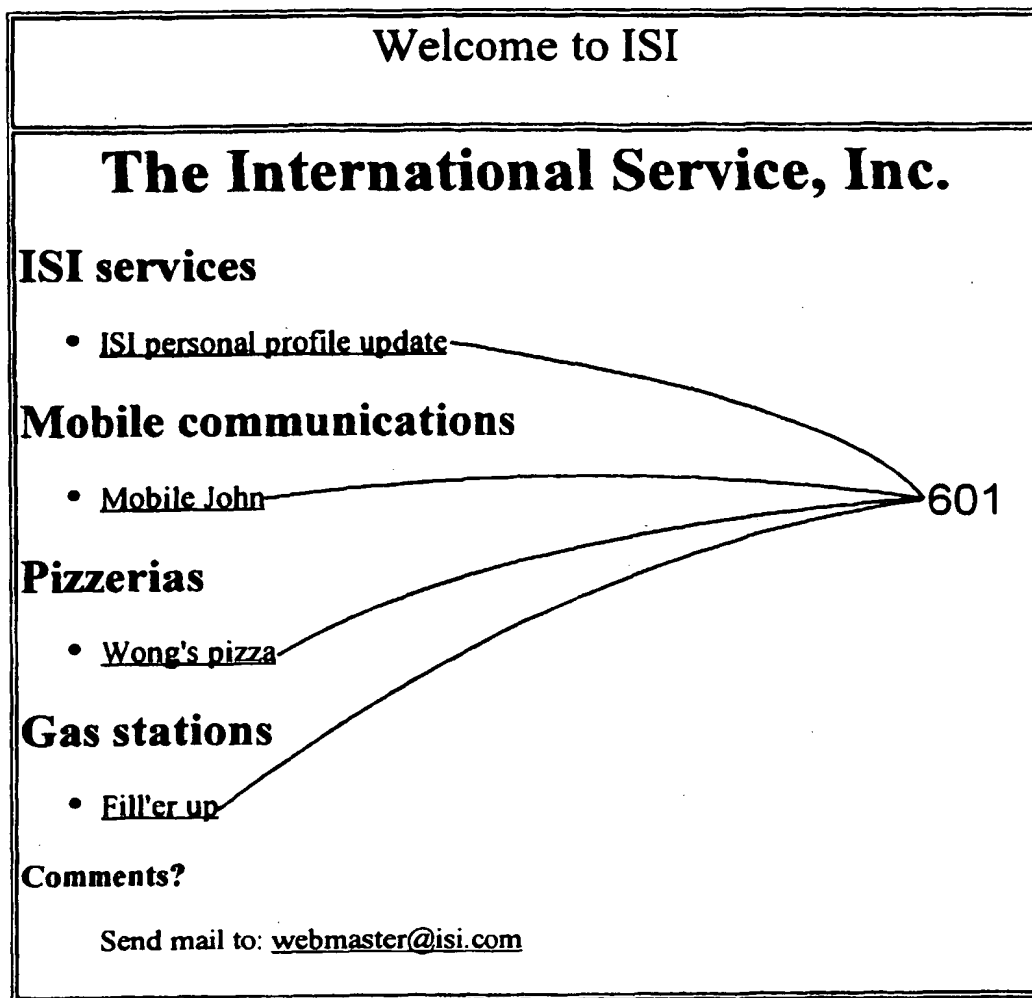 Welcome to ISI
The International Service, Inc.
ISI services
• ISI personal profile update
Mobile communications
• Mobile John
601
Pizzerias
• Wong's pizza
Gas stations
• Fill'er up
Comments?
Send mail to: webmaster@isi.com